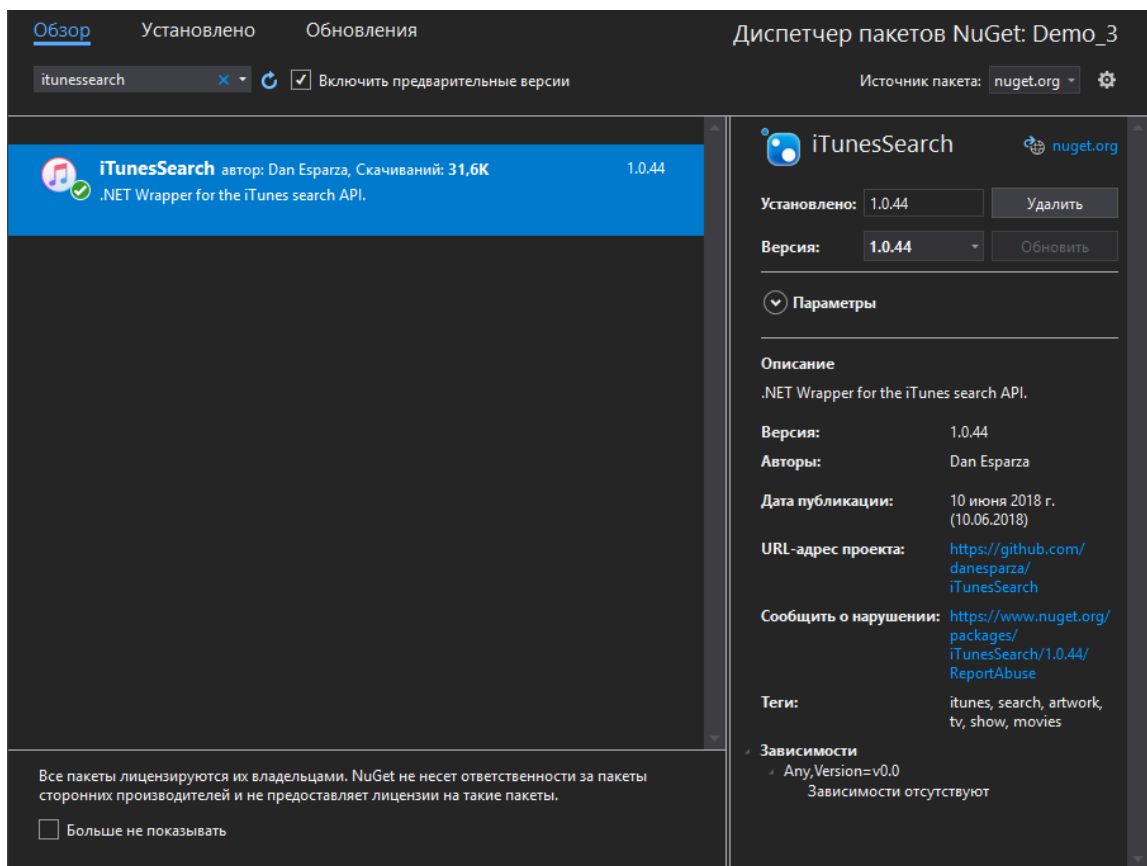 Обзор Установлено Обновления
Диспетчер пакетов NuGet: Demo_3
itunessearch
Включить предварительные версии
Источник пакета: nuget.org
iTunesSearch автор: Dan Esparza, Скачиваний: 31,6K 1.0.44
.NET Wrapper for the iTunes search API.
Все пакеты лицензируются их владельцами. NuGet не несет ответственности за пакеты
сторонних производителей и не предоставляет лицензии на такие пакеты.
Больше не показывать
iTunesSearch nuget.org
Установлено: 1.0.44 Удалить
Версия: 1.0.44 Обновить
Параметры
Описание
.NET Wrapper for the iTunes search API.
Версия: 1.0.44
Авторы: Dan Esparza
Дата публикации: 10 июня 2018 г.
(10.06.2018)
URL-адрес проекта: https://github.com/
danesparza/
iTunesSearch
Сообщить о нарушении: https://www.nuget.org/
packages/
iTunesSearch/1.0.44/
ReportAbuse
Теги: itunes, search, artwork,
tv, show, movies
Зависимости
Any,Version=v0.0
Зависимости отсутствуют